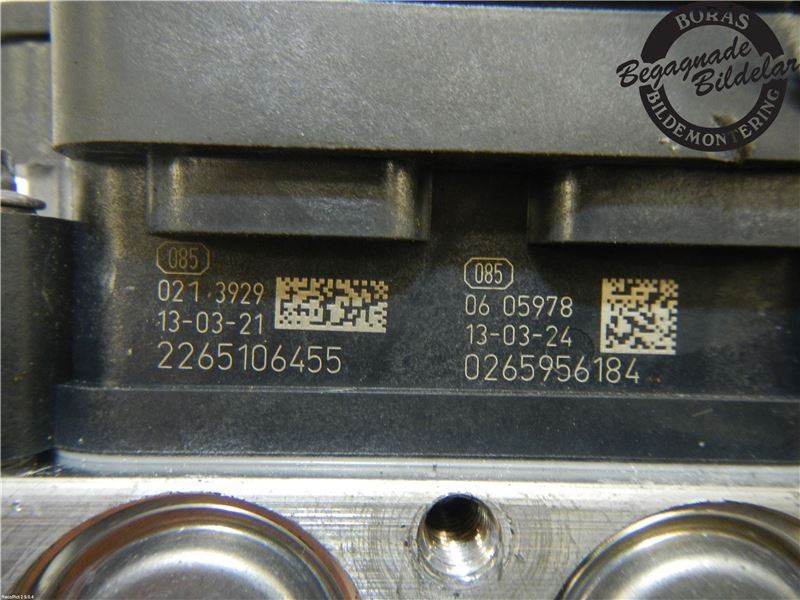 BORAS
Begagnade
Bildelar
BILDEMONTERING
085
021 3929
13-03-21
2265106455
085
06 05978
13-03-24
0265956184